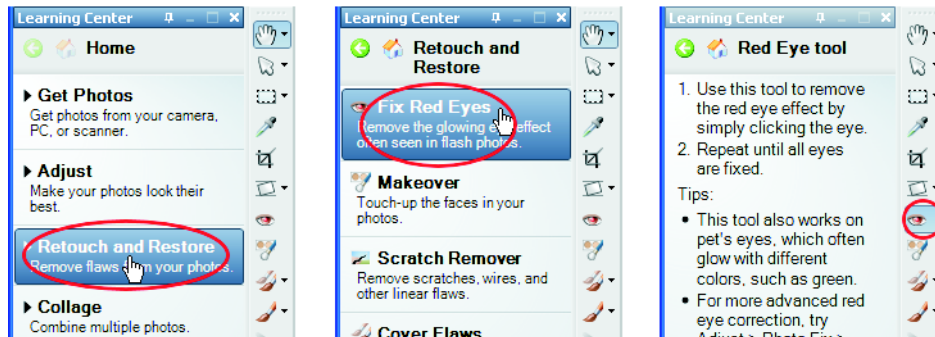 Learning Center
Home
Get Photos
Get photos from your camera,
PC, or scanner.
Adjust
Make your photos look their
best.
Retouch and Restore
Remove flaws from your photos.
Collage
Combine multiple photos.
Learning Center
Retouch and
Restore
Fix Red Eyes
Remove the glowing eye effect
often seen in flash photos.
Makeover
Touch-up the faces in your
photos.
Scratch Remover
Remove scratches, wires, and
other linear flaws.
Cover Flaws
Learning Center
Red Eye tool
1. Use this tool to remove
the red eye effect by
simply clicking the eye.
2. Repeat until all eyes
are fixed.
Tips:
• This tool also works on
pet's eyes, which often
glow with different
colors, such as green.
• For more advanced red
eye correction, try
Adjust > Photo Fix >